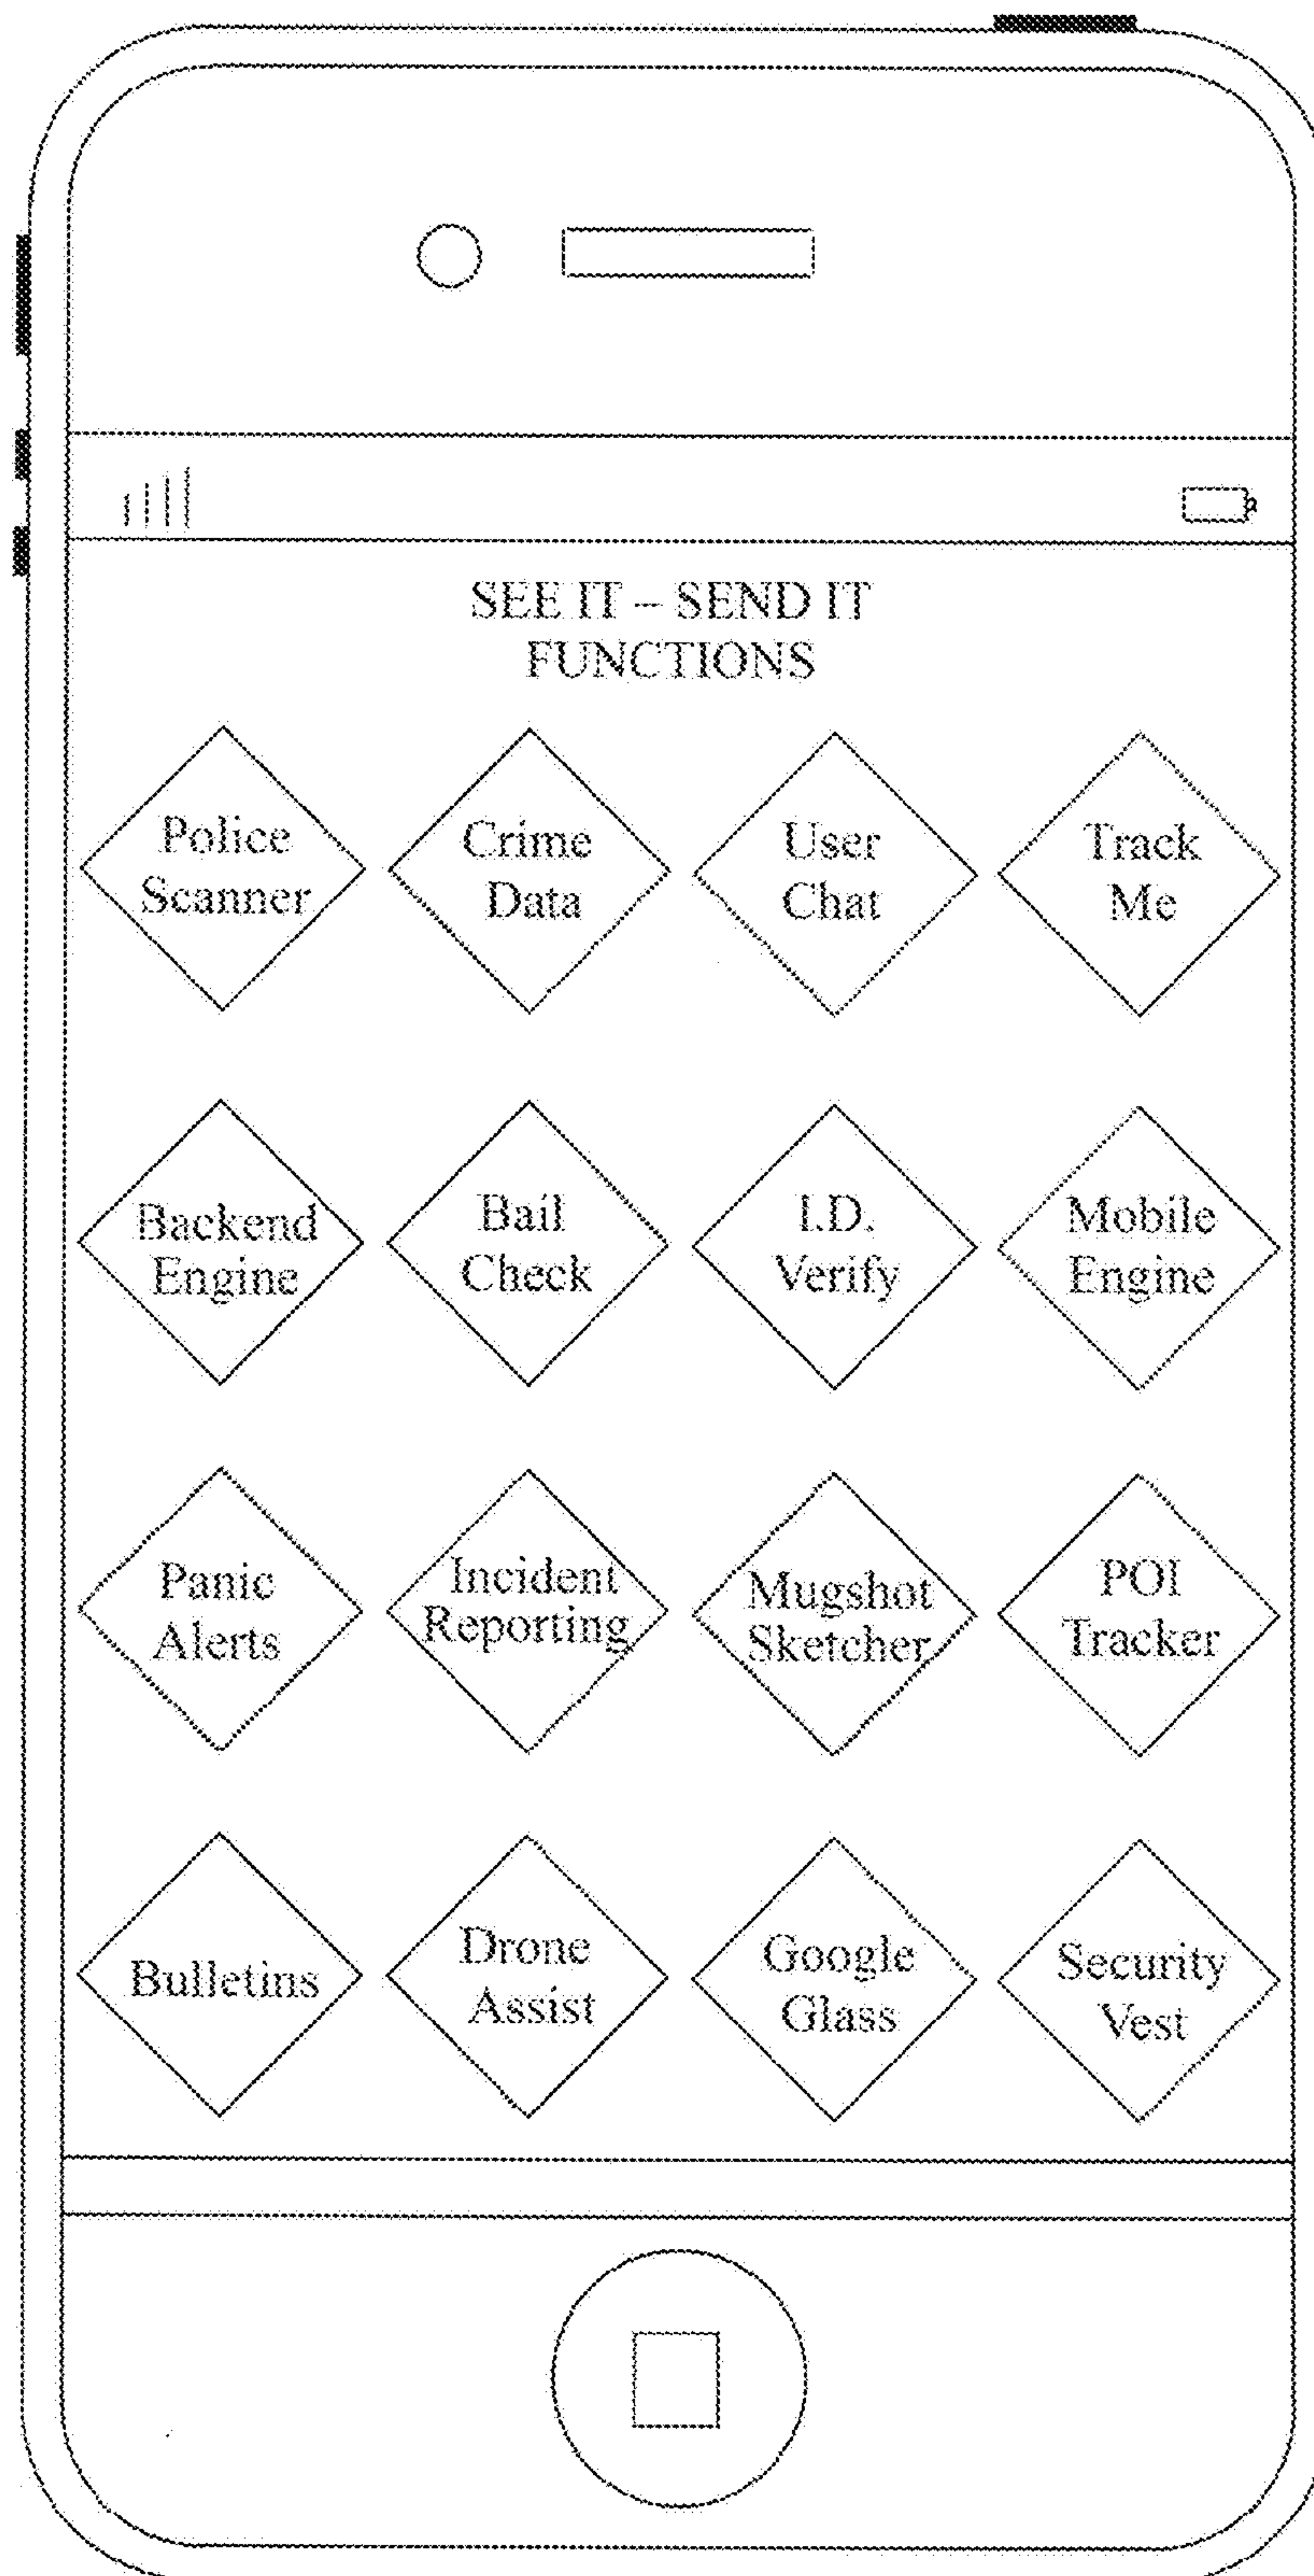 SEE IT – SEND IT
FUNCTIONS
Police
Scanner
Crime
Data
User
Chat
Track
Me
Backend
Engine
Bail
Check
I.D.
Verify
Mobile
Engine
Panic
Alerts
Incident
Reporting
Mugshot
Sketcher
POI
Tracker
Bulletins
Drone
Assist
Google
Glass
Security
Vest